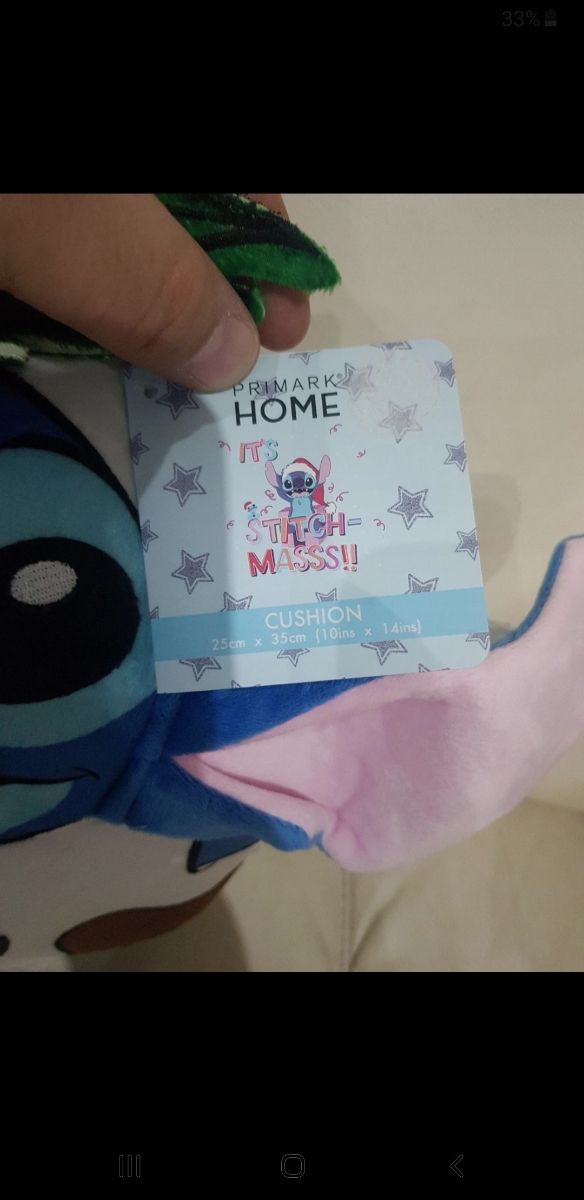 33%
PRIMARK®
HOME
IT'S
STITCH-
MASSS!!
CUSHION
25cm x 35cm (10ins x 14ins)